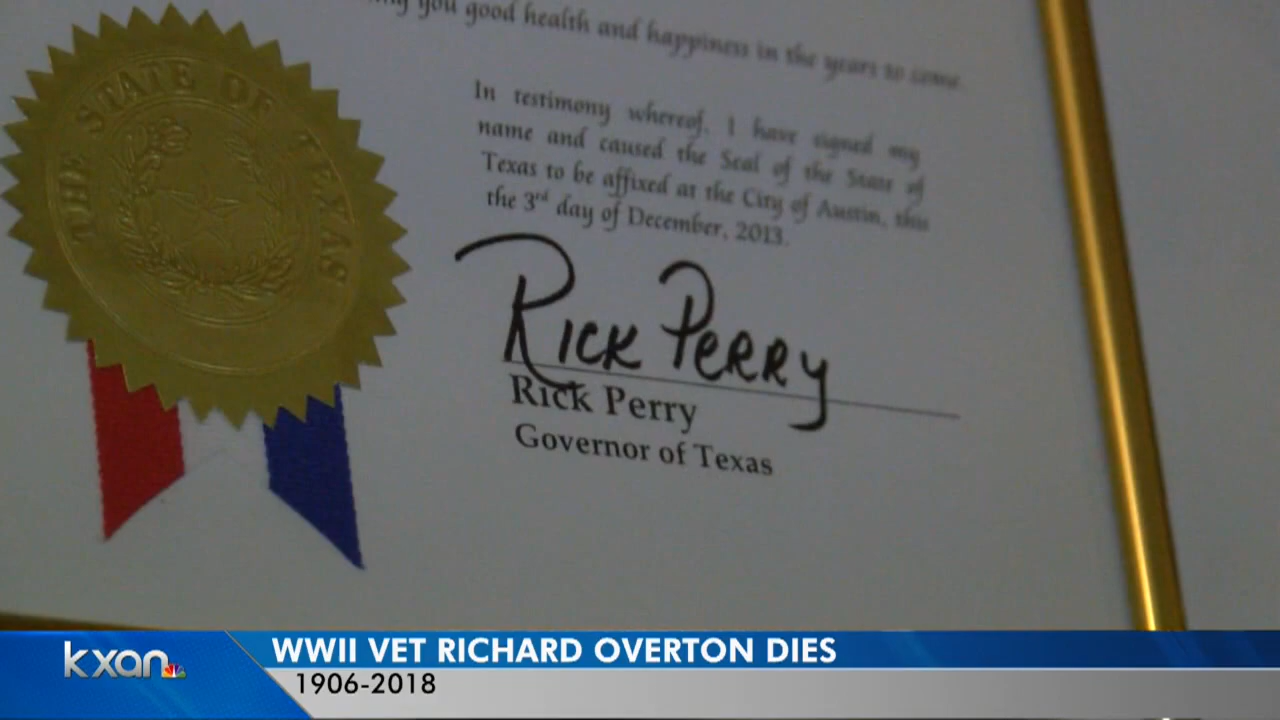 you good health and happiness in the years to come
In testimony whereof, I have signed my
name and caused the Seal of the State of
Texas to be affixed at the City of Austin, this
the 3rd day of December, 2013.
THE STATE OF TEXAS
RICK PERRY
Rick Perry
Governor of Texas
kxan
WWII VET RICHARD OVERTON DIES
1906-2018